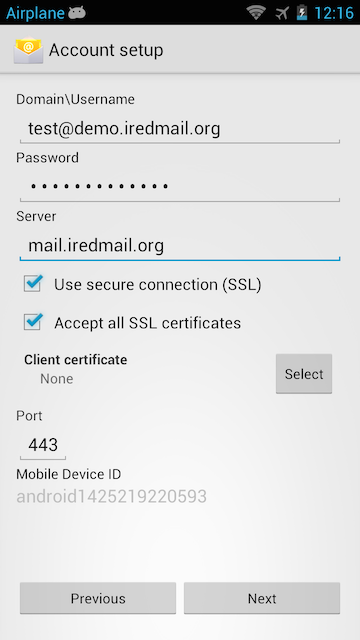 Airplane 12:16
Account setup
Domain\Username
test@demo.iredmail.org
Password
•••••••••••••
Server
mail.iredmail.org
Use secure connection (SSL)
Accept all SSL certificates
Client certificate
None
Select
Port
443
Mobile Device ID
android1425219220593
Previous Next